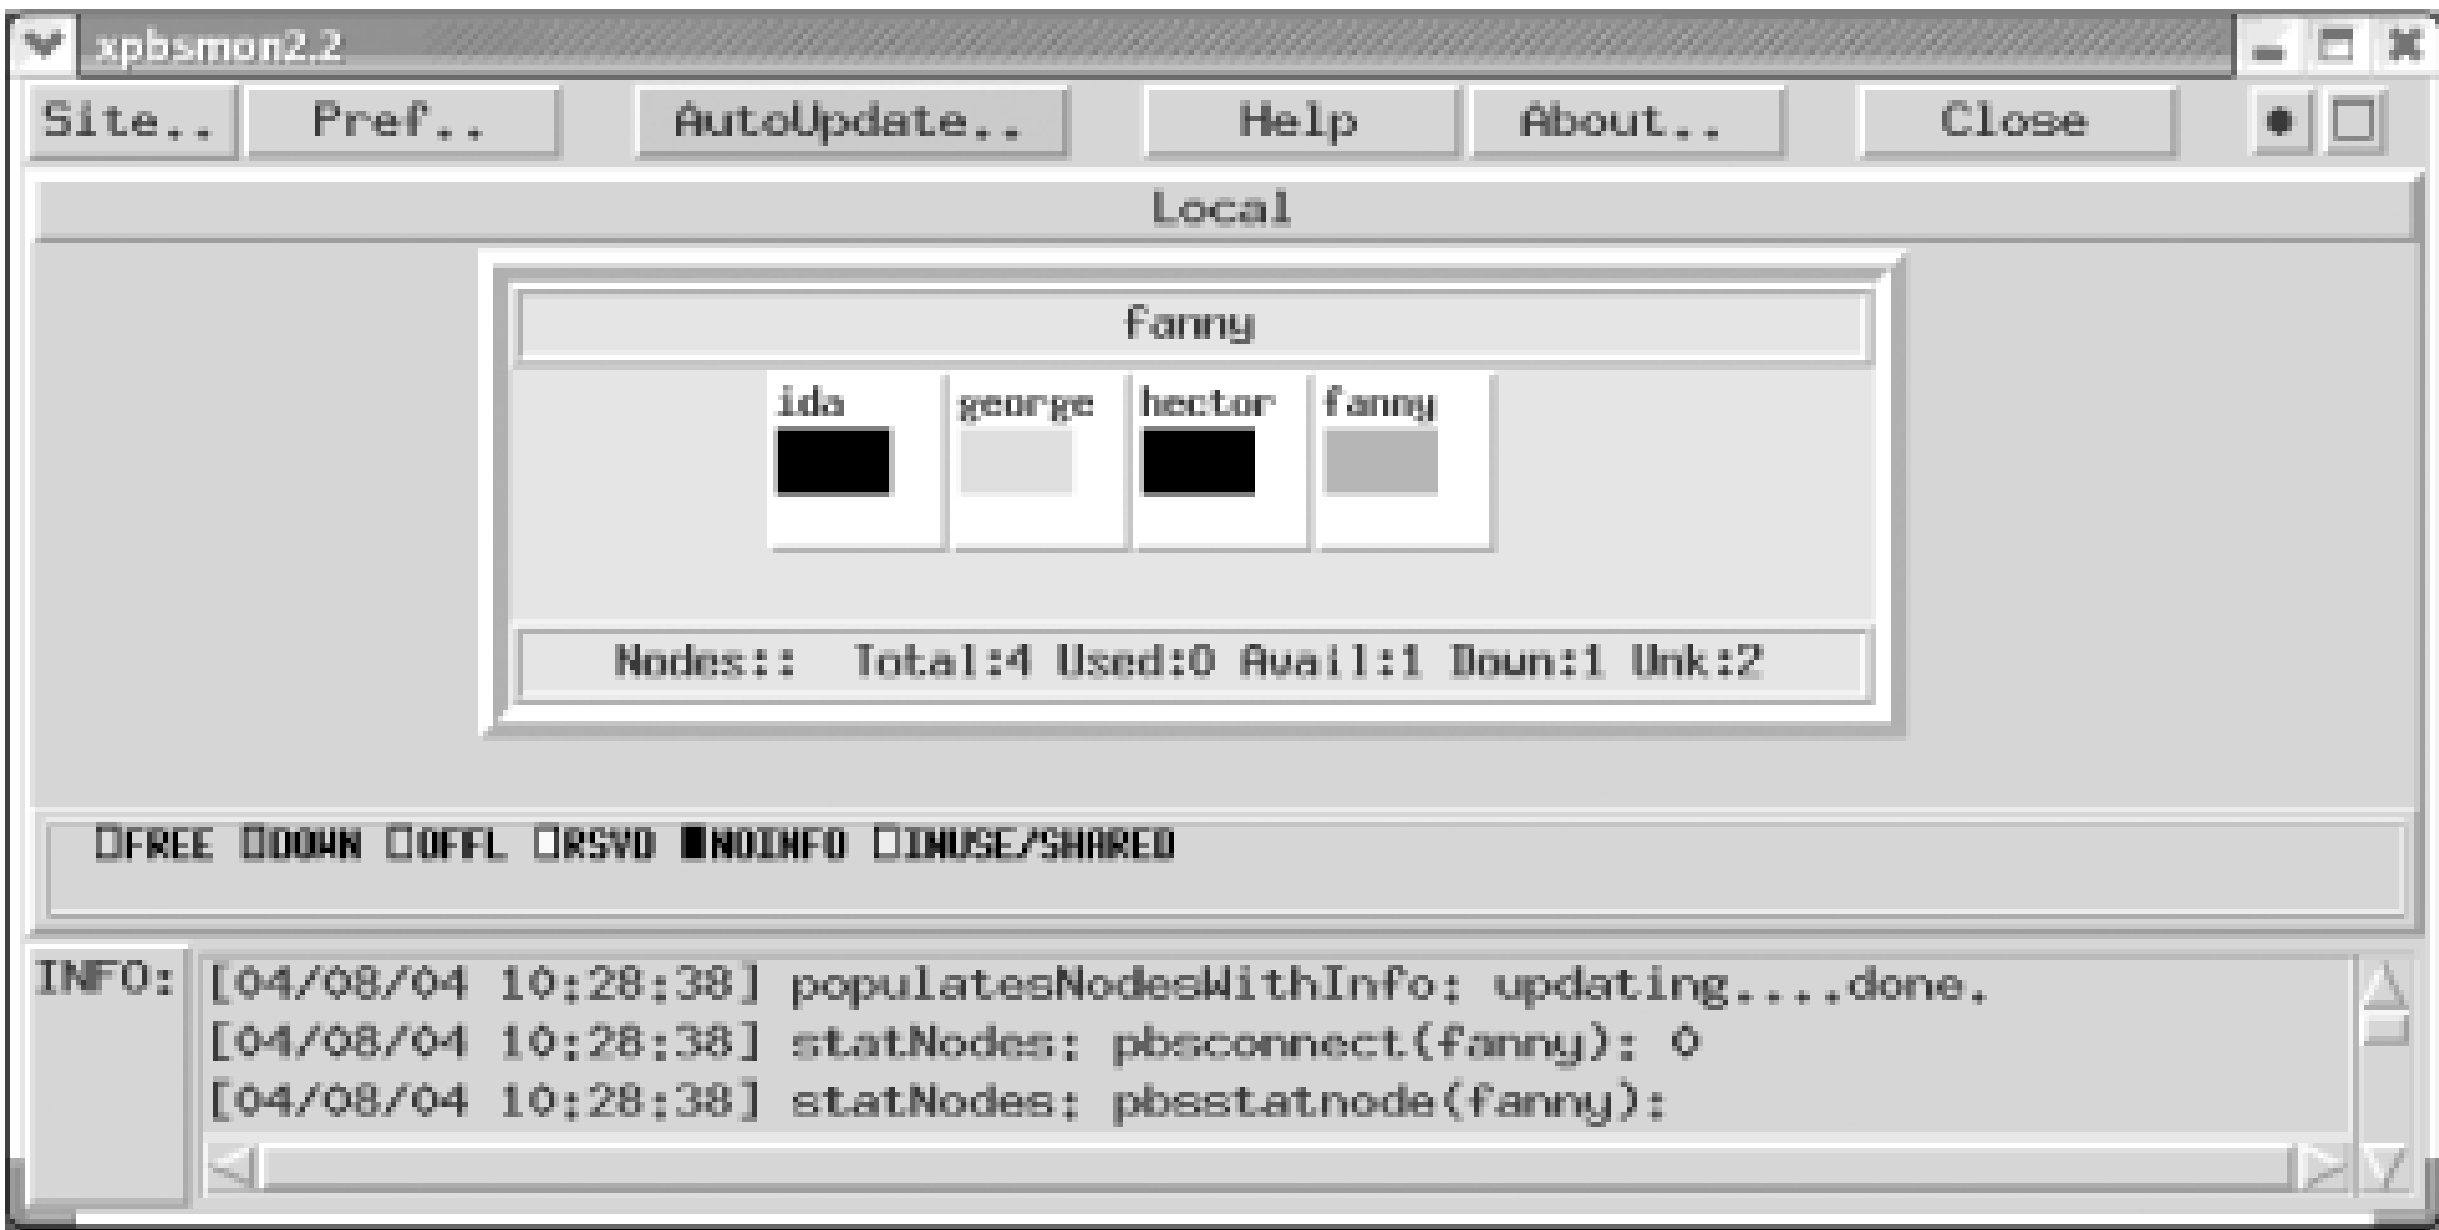 xpbsmon2.2
Site.. Pref.. AutoUpdate.. Help About.. Close
Local
fanny
ida george hector fanny
Nodes:: Total:4 Used:0 Avail:1 Down:1 Unk:2
FREE DOWN OFFL RSVD NOINFO INUSE/SHARED
INFO: [04/08/04 10:28:38] populatesNodesWithInfo: updating....done.
[04/08/04 10:28:38] statNodes: pbsconnect(fanny): 0
[04/08/04 10:28:38] statNodes: pbsstatnode(fanny):